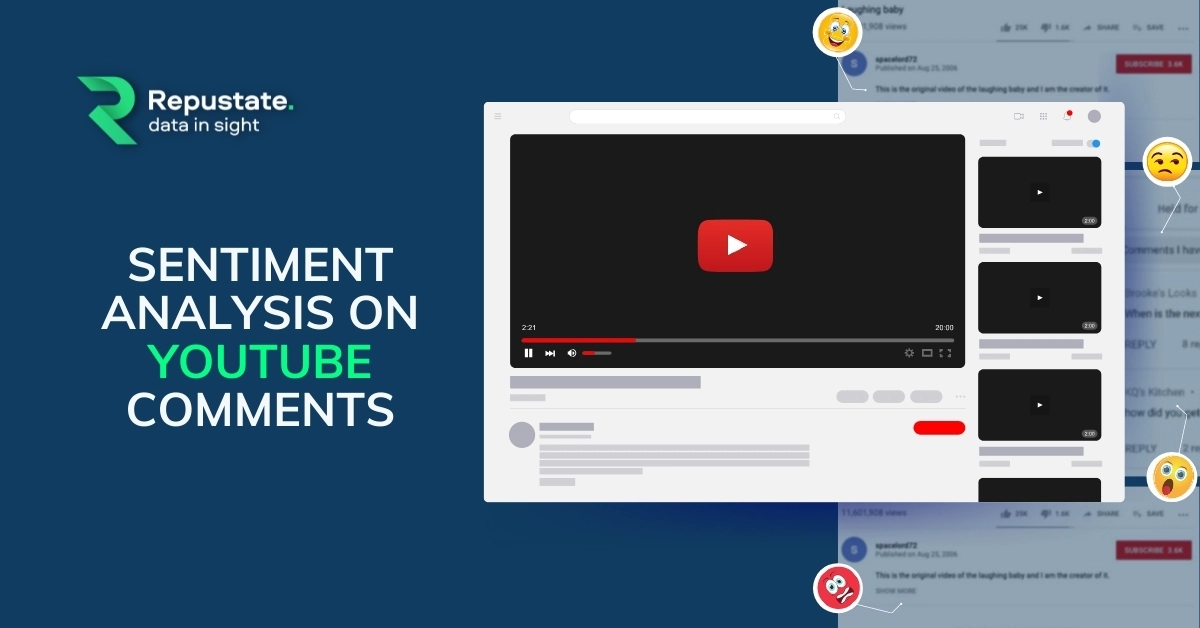 Repustate.
data in sight
SENTIMENT
ANALYSIS ON
YOUTUBE
COMMENTS
2:21
20:00
2:00
2:00
2:00
laughing baby
,908 views
25K
1.6K
SHARE
SAVE
S
spacelord72
Published on Aug 25, 2006
SUBSCRIBE 3.6K
This is the original video of the laughing baby and I am the creator of it.
Held for
Comments I hav
Brooke's Looks
When is the nex
REPLY
8 re
KQ's Kitchen
how did you get
REPLY
2 re
11,601,908 views
25K
1.6K
SHARE
SAVE
S
spacelord72
Published on Aug 25, 2006
SUBSCRIBE 3.6K
This is the original video of the laughing baby and I am the creator of it.
SHOW MORE